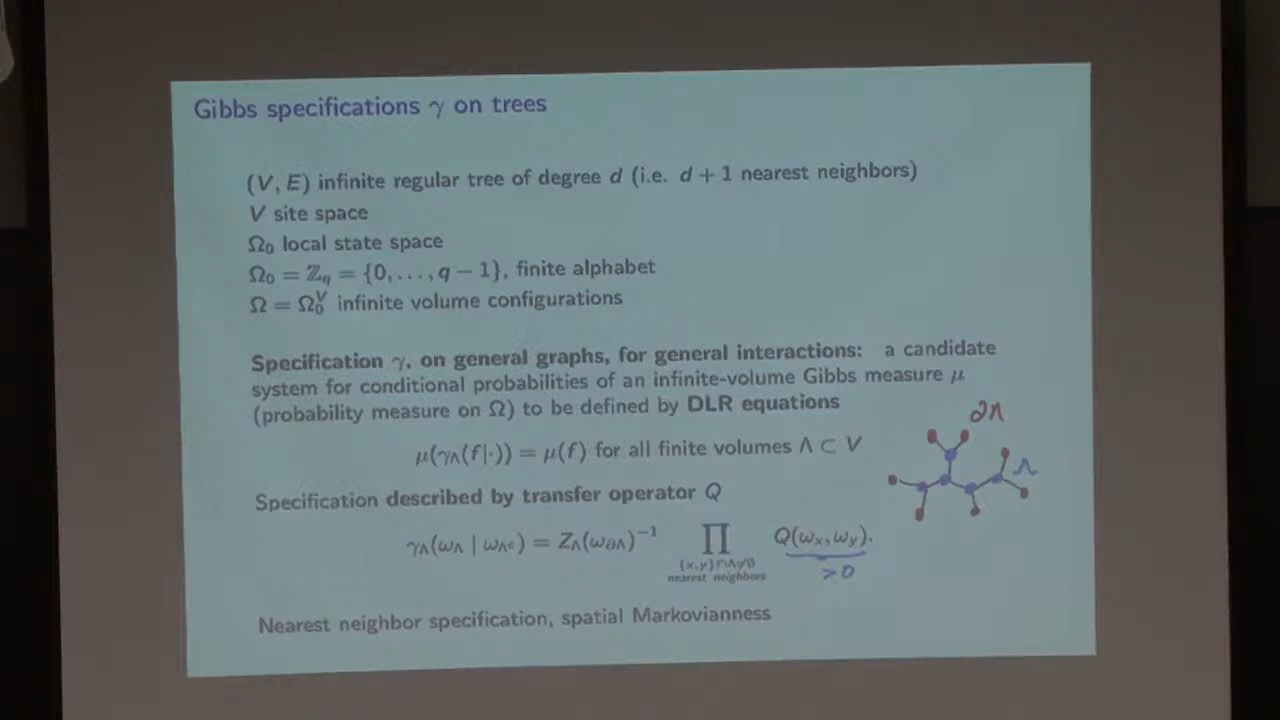 Gibbs specifications γ on trees
(V, E) infinite regular tree of degree d (i.e. d + 1 nearest neighbors)
V site space
Ω₀ local state space
Ω₀ = ℤ_q = {0, . . . , q − 1}, finite alphabet
Ω = Ω₀^V infinite volume configurations
Specification γ, on general graphs, for general interactions: a candidate
system for conditional probabilities of an infinite-volume Gibbs measure μ
(probability measure on Ω) to be defined by DLR equations
∂Λ
μ(γ_Λ(f|·)) = μ(f) for all finite volumes Λ ⊂ V
Λ
Specification described by transfer operator Q
γ_Λ(ω_Λ | ω_Λᶜ) = Z_Λ(ω_∂Λ)⁻¹ ∏ Q(ω_x, ω_y).
{x,y}∩Λ≠∅
nearest neighbors
>0
Nearest neighbor specification, spatial Markovianness